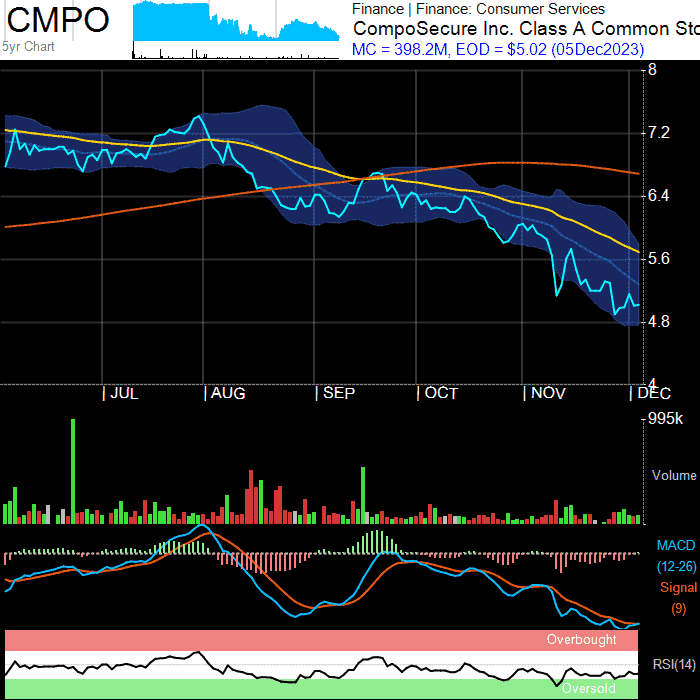 CMPO
5yr Chart
Finance | Finance: Consumer Services
CompoSecure Inc. Class A Common Sto
MC = 398.2M, EOD = $5.02 (05Dec2023)
8
7.2
6.4
5.6
4.8
4
JUL
AUG
SEP
OCT
NOV
DEC
995k
Volume
MACD
(12-26)
Signal
(9)
Overbought
RSI(14)
Oversold